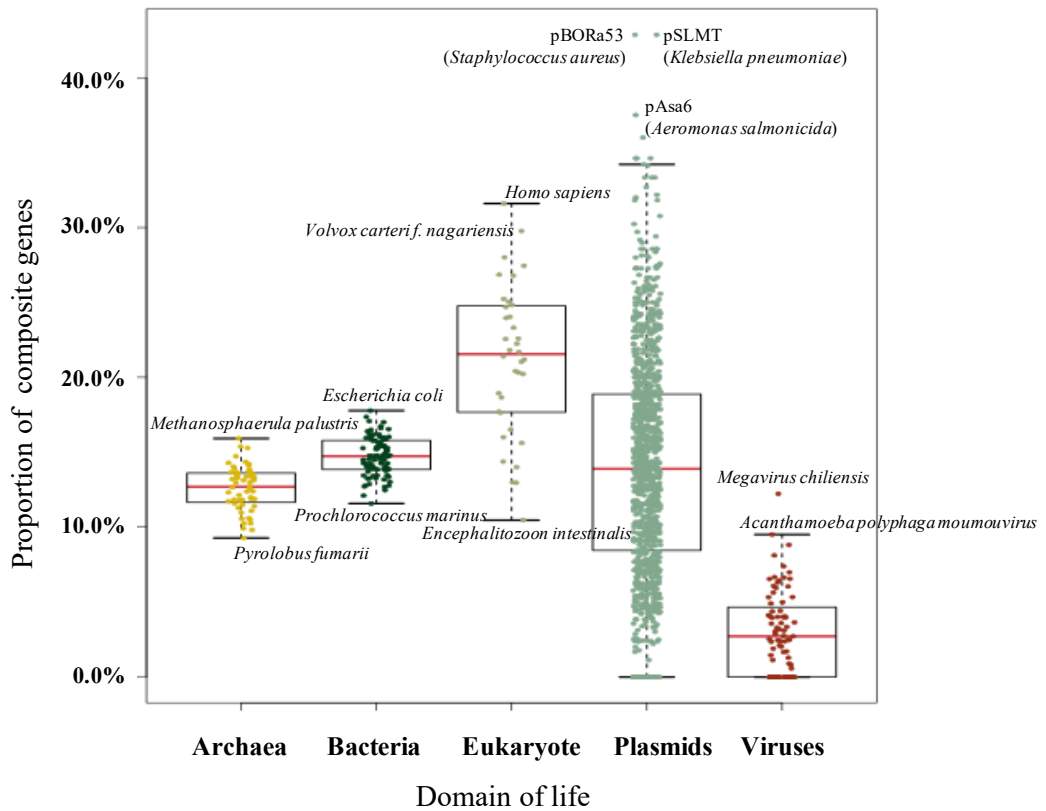 pBORa53
(Staphylococcus aureus)
pSLMT
(Klebsiella pneumoniae)
40.0%
pAsa6
(Aeromonas salmonicida)
Homo sapiens
30.0%
Volvox carteri f. nagariensis
Proportion of composite genes
20.0%
Escherichia coli
Methanosphaerula palustris
Megavirus chiliensis
10.0%
Prochlorococcus marinus
Acanthamoeba polyphaga moumouvirus
Encephalitozoon intestinalis
Pyrolobus fumarii
0.0%
Archaea Bacteria Eukaryote Plasmids Viruses
Domain of life